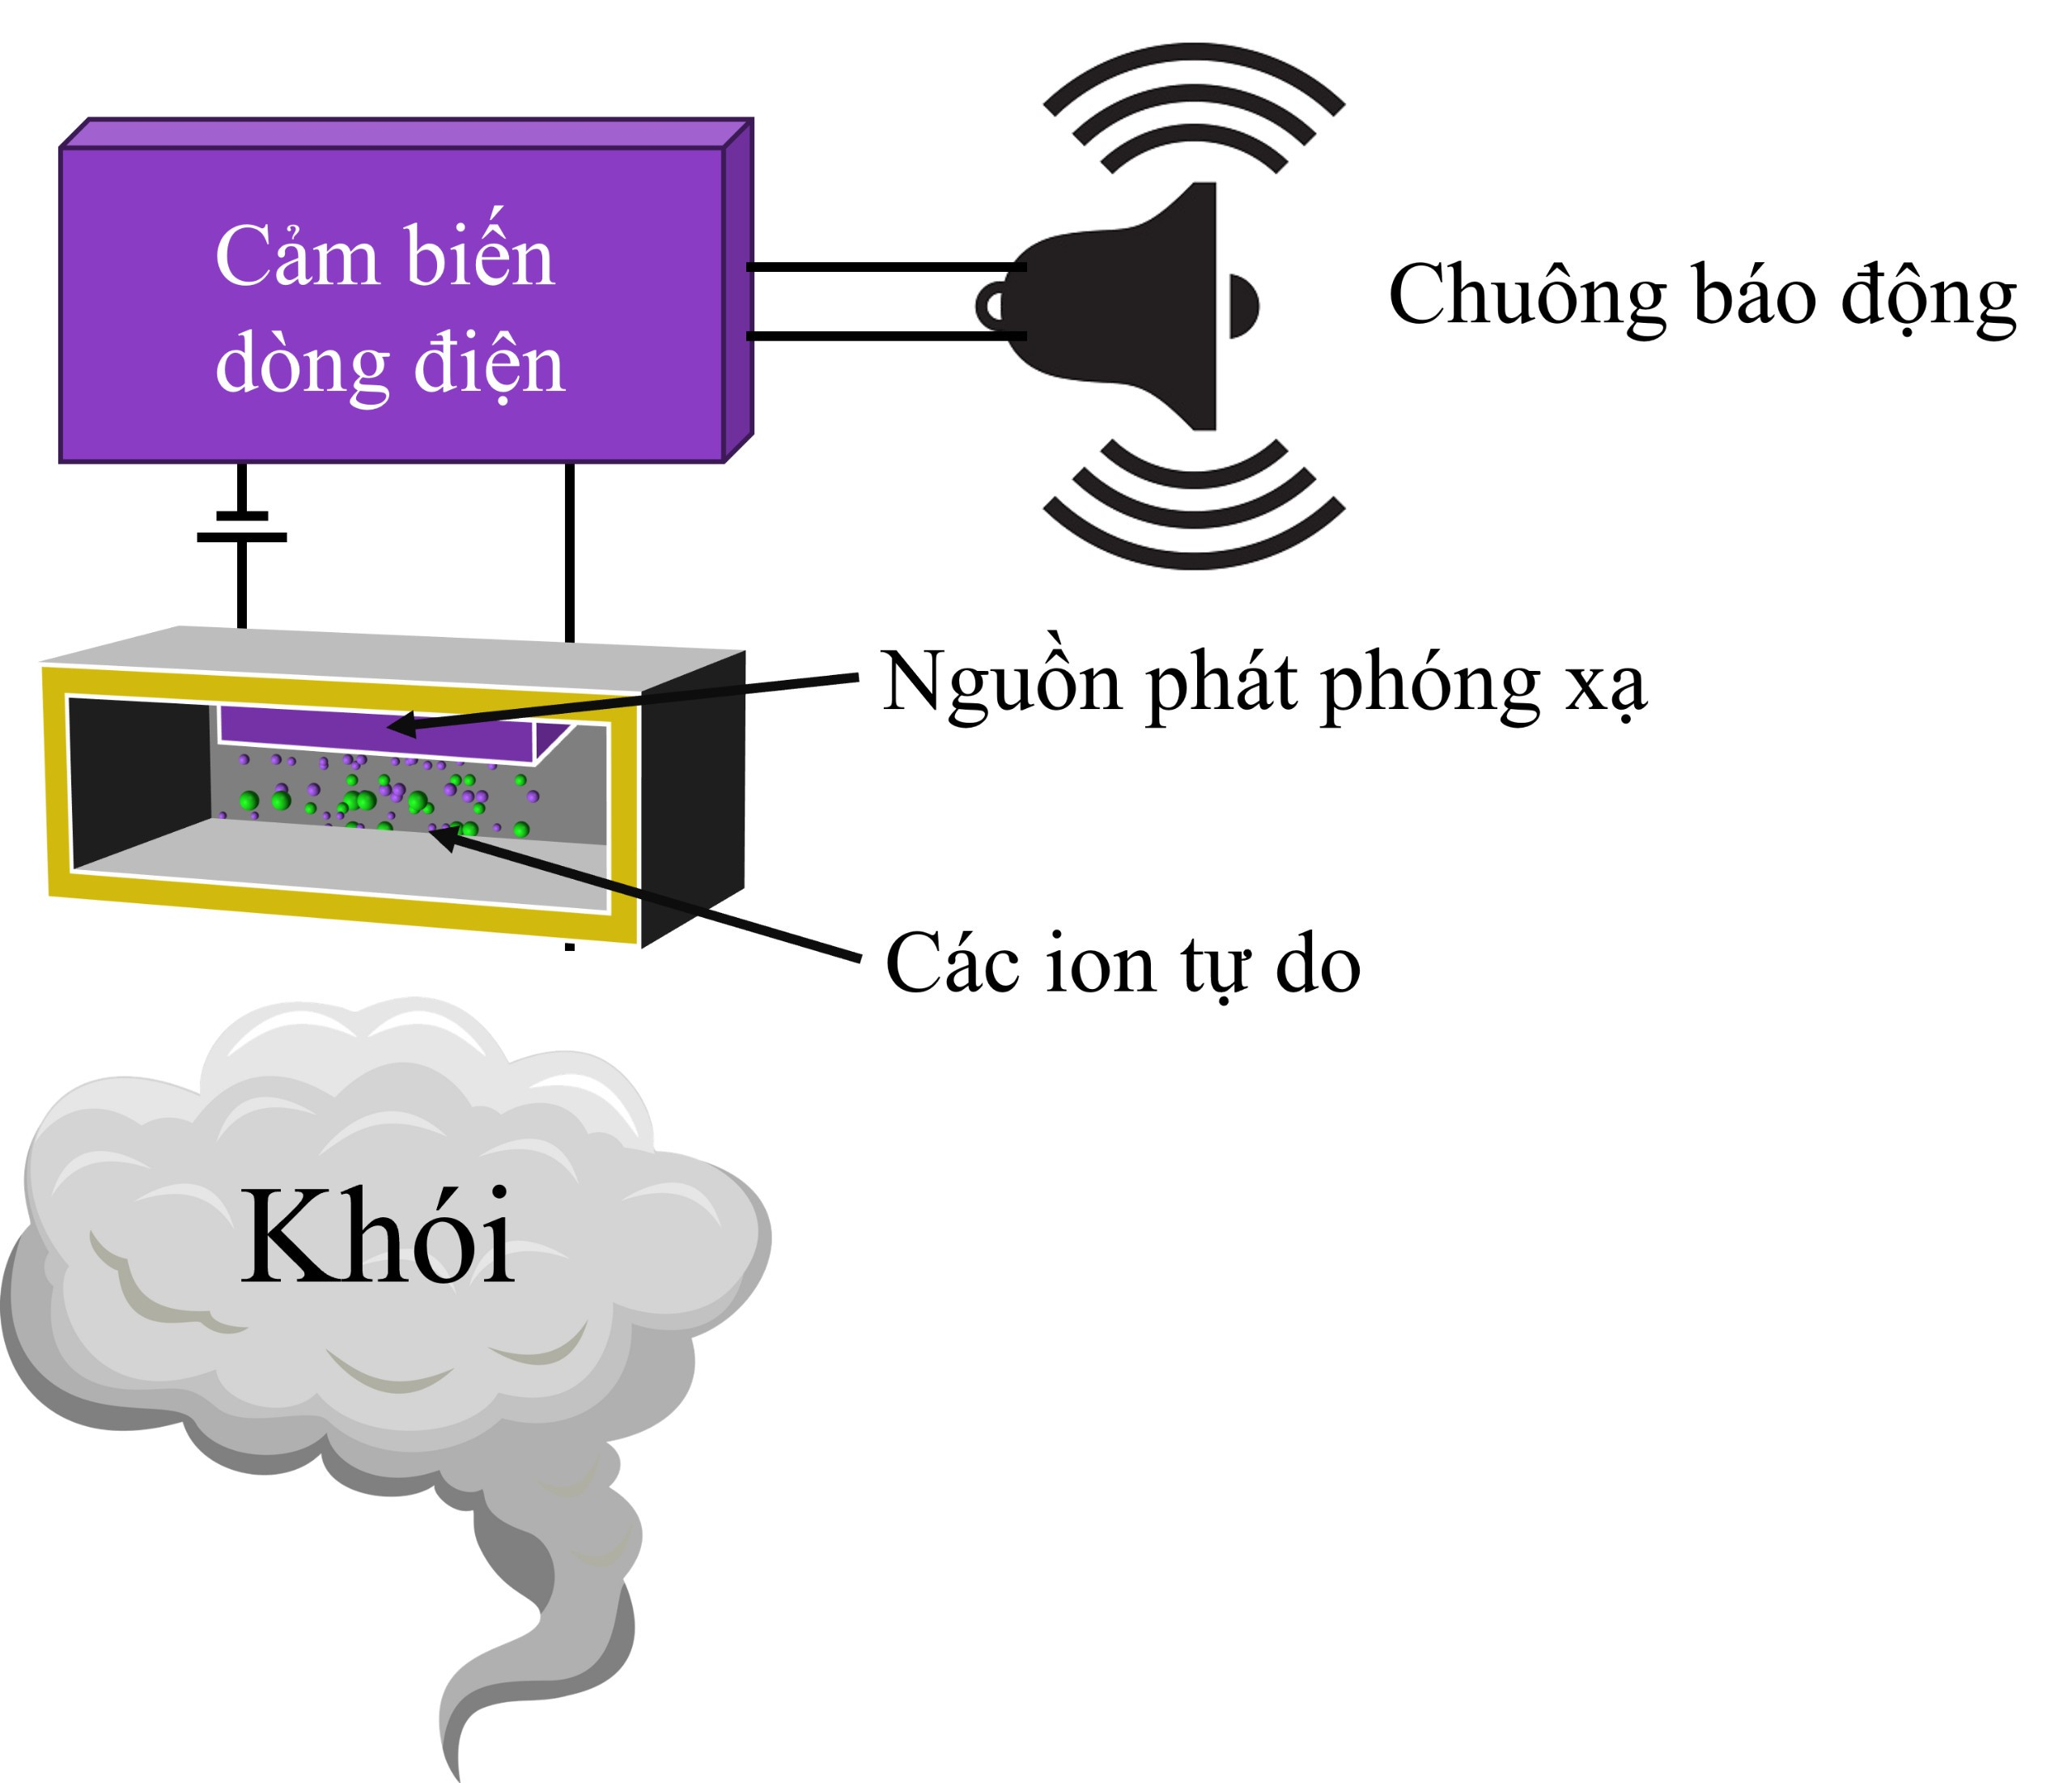 Cảm biến
dòng điện
Chuông báo động
Nguồn phát phóng xạ
Các ion tự do
Khói